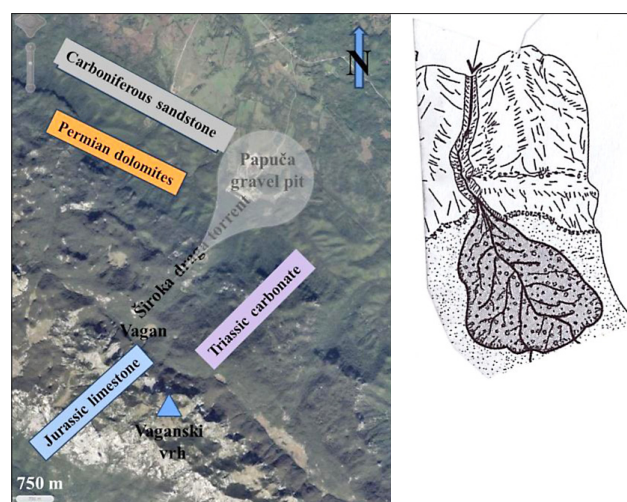 N
Carboniferous sandstone
Permian dolomites
Papuča
gravel pit
Široka draga torrent
Triassic carbonate
Vagan
Jurassic limestone
Vaganski
vrh
750 m